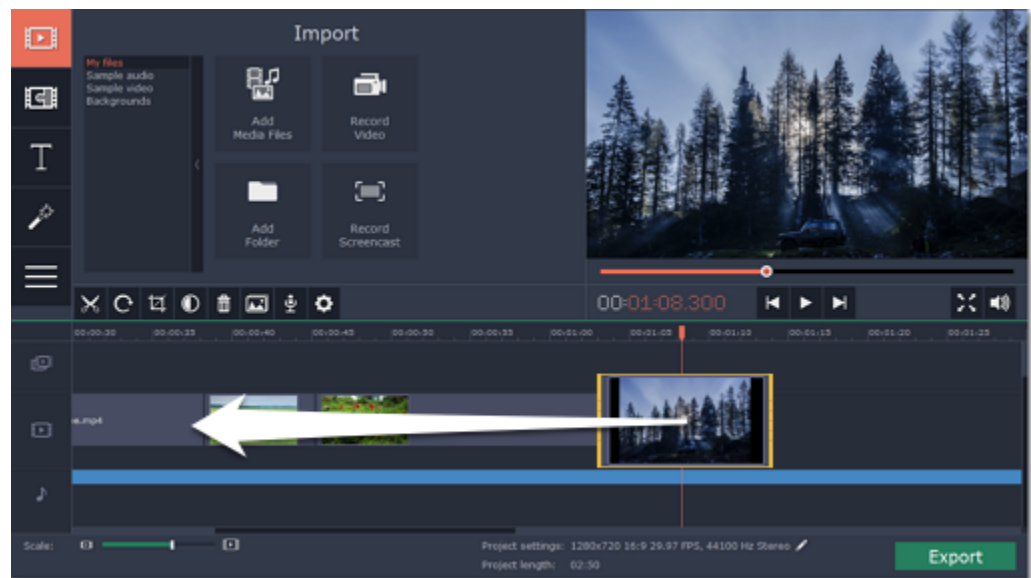 Import
My files
Sample audio
Sample video
Backgrounds
Add
Media Files
Record
Video
Add
Folder
Record
Screencast
T
00:01:08.300
00:00:30 00:00:35 00:00:40 00:00:45 00:00:50 00:00:55 00:01:00 00:01:05 00:01:10 00:01:15 00:01:20 00:01:25
.mp4
Scale:
Project settings: 1280x720 16:9 29.97 FPS, 44100 Hz Stereo
Project length: 02:50
Export